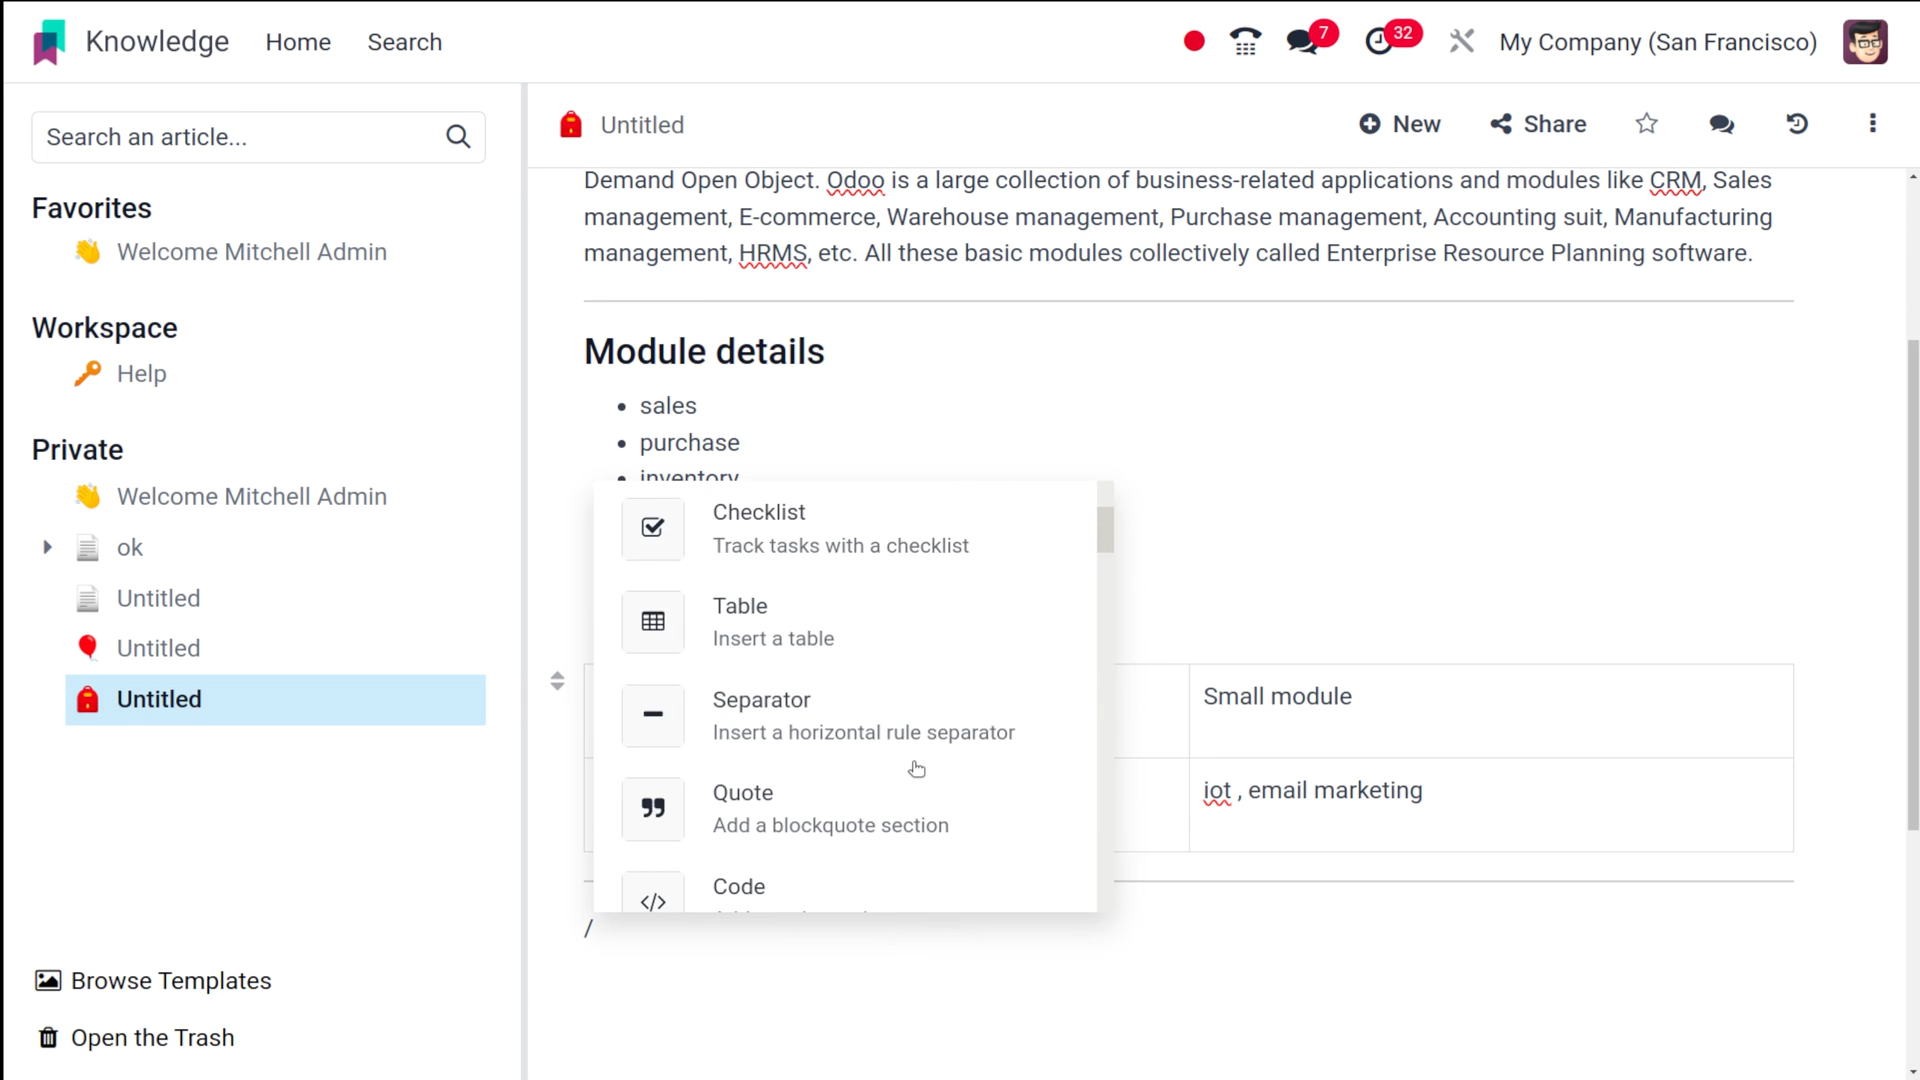 Knowledge Home Search 7 32 My Company (San Francisco)
Search an article...
Favorites
Welcome Mitchell Admin
Workspace
Help
Private
Welcome Mitchell Admin
ok
Untitled
Untitled
Untitled
Browse Templates
Open the Trash
Untitled New Share
Demand Open Object. Odoo is a large collection of business-related applications and modules like CRM, Sales
management, E-commerce, Warehouse management, Purchase management, Accounting suit, Manufacturing
management, HRMS, etc. All these basic modules collectively called Enterprise Resource Planning software.
Module details
sales
purchase
inventory
Checklist
Track tasks with a checklist
Table
Insert a table
Separator
Insert a horizontal rule separator
Quote
Add a blockquote section
Code
Small module
iot , email marketing
/